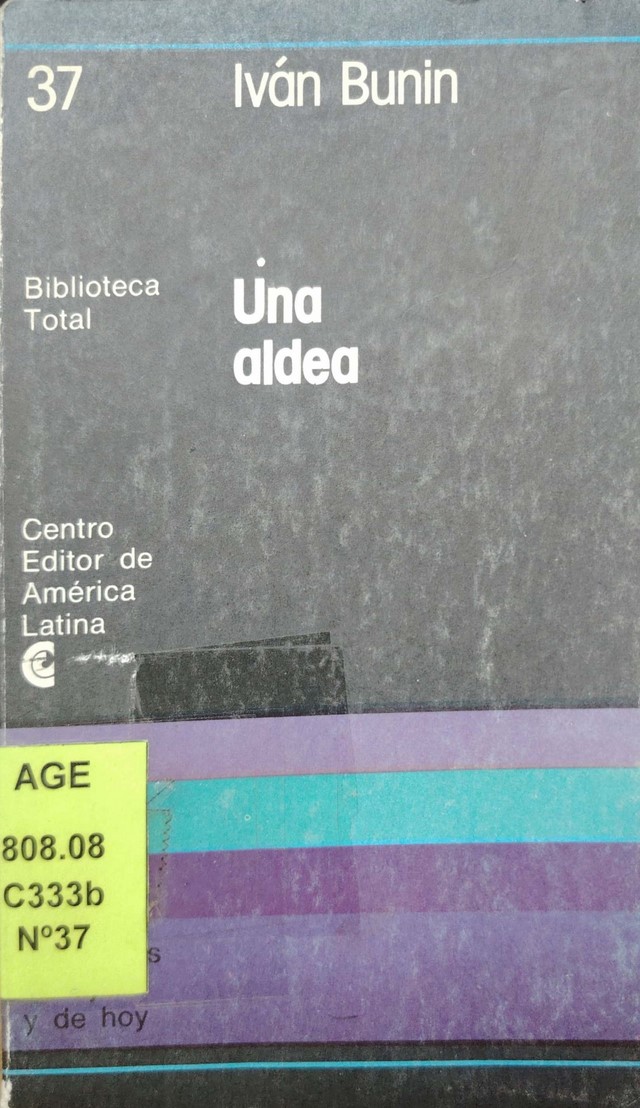 37
Iván Bunin
Biblioteca
Total
Una
aldea
Centro
Editor de
América
Latina
AGE
808.08
C333b
Nº37
s
y de hoy